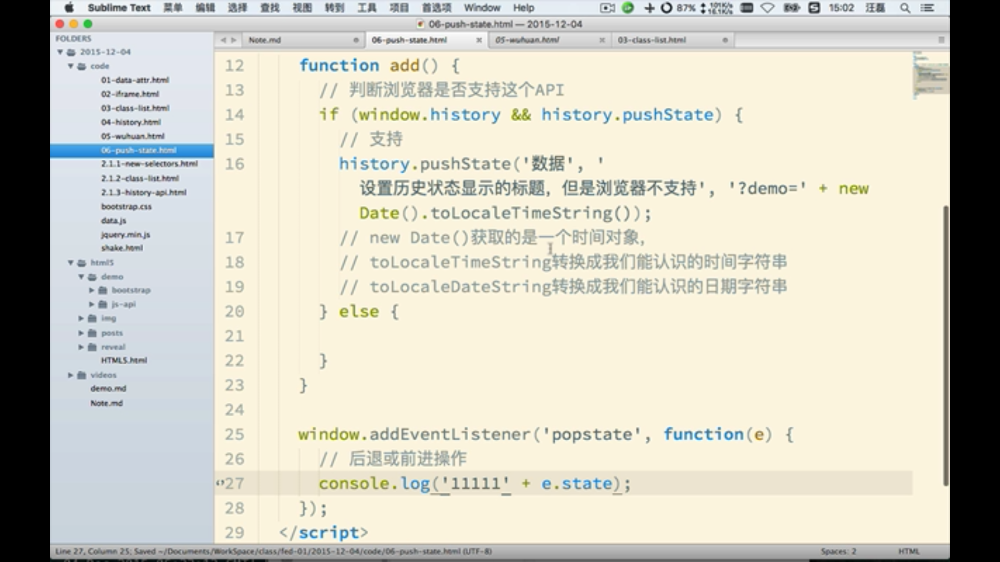 Sublime Text 菜单 编辑 选择 查找 视图 转到 工具 项目 首选项 Window Help 87% 15:02 汪磊
06-push-state.html — 2015-12-04
FOLDERS
2015-12-04
code
01-data-attr.html
02-iframe.html
03-class-list.html
04-history.html
05-wuhuan.html
06-push-state.html
2.1.1-new-selectors.html
2.1.2-class-list.html
2.1.3-history-api.html
bootstrap.css
data.js
jquery.min.js
shake.html
html5
demo
bootstrap
js-api
img
posts
reveal
HTML5.html
videos
demo.md
Note.md
Note.md 06-push-state.html 05-wuhuan.html 03-class-list.html
12 function add() {
13 // 判断浏览器是否支持这个API
14 if (window.history && history.pushState) {
15 // 支持
16 history.pushState('数据', '
设置历史状态显示的标题, 但是浏览器不支持', '?demo=' + new
Date().toLocaleTimeString());
17 // new Date()获取的是一个时间对象,
18 // toLocaleTimeString转换成我们能认识的时间字符串
19 // toLocaleDateString转换成我们能认识的日期字符串
20 } else {
21
22 }
23 }
24
25 window.addEventListener('popstate', function(e) {
26 // 后退或前进操作
27 console.log('11111' + e.state);
28 });
29 </script>
Line 27, Column 25; Saved ~/Documents/WorkSpace/class/fed-01/2015-12-04/code/06-push-state.html (UTF-8) Spaces: 2 HTML